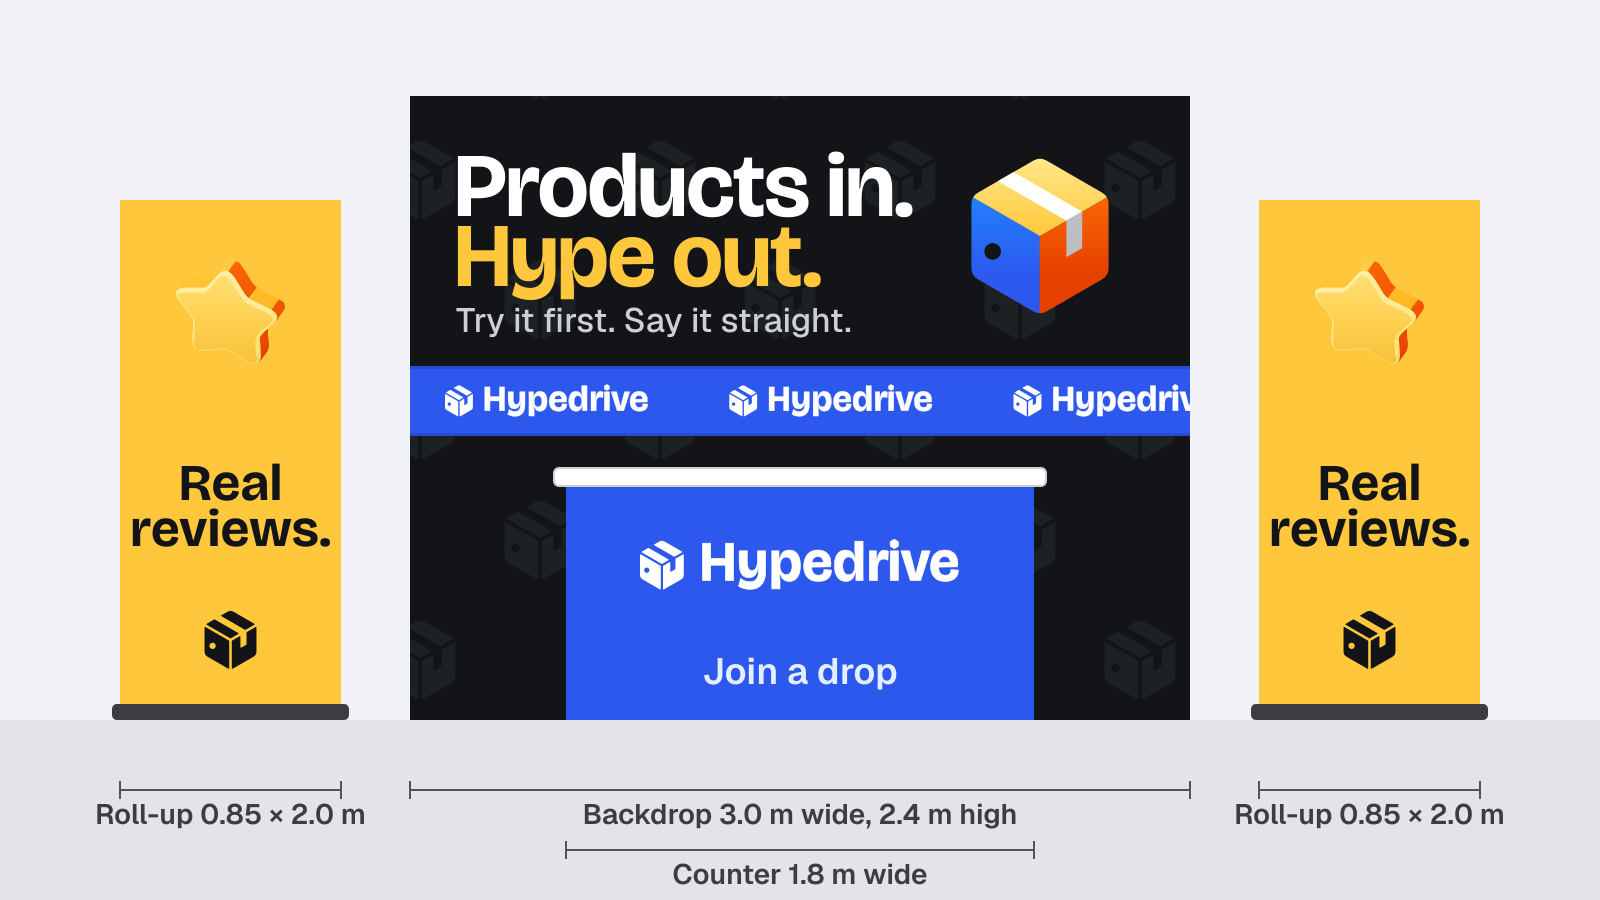 Products in.
Hype out.
Try it first. Say it straight.
Hypedrive Hypedrive Hypedriv
Real
reviews.
Hypedrive
Join a drop
Real
reviews.
Roll-up 0.85 × 2.0 m
Backdrop 3.0 m wide, 2.4 m high
Roll-up 0.85 × 2.0 m
Counter 1.8 m wide